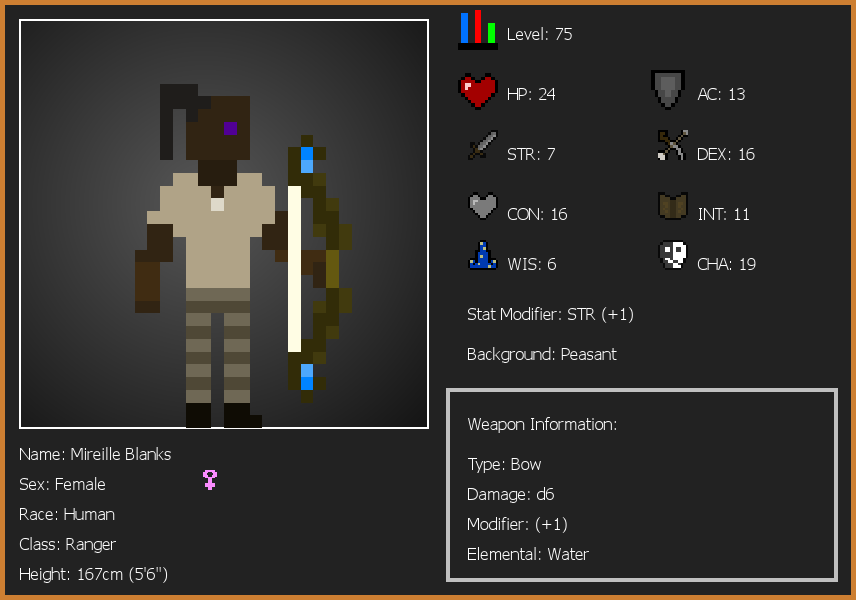 Level: 75
HP: 24
AC: 13
STR: 7
DEX: 16
CON: 16
INT: 11
WIS: 6
CHA: 19
Stat Modifier: STR (+1)
Background: Peasant
Weapon Information:
Type: Bow
Damage: d6
Modifier: (+1)
Elemental: Water
Name: Mireille Blanks
Sex: Female
Race: Human
Class: Ranger
Height: 167cm (5'6")